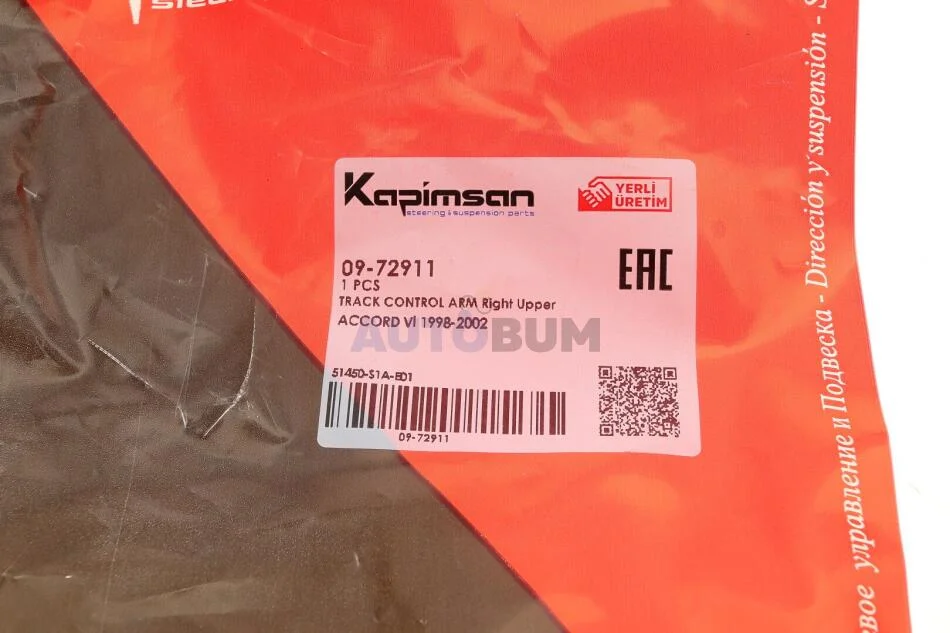 Kapimsan
steering & suspension parts
YERLİ
ÜRETİM
EAC
09-72911
1 PCS
TRACK CONTROL ARM Right Upper
ACCORD VI 1998-2002
AUTOBUM
51450-S1A-E01
09-72911
управление и Подвеска - Dirección y suspensión -